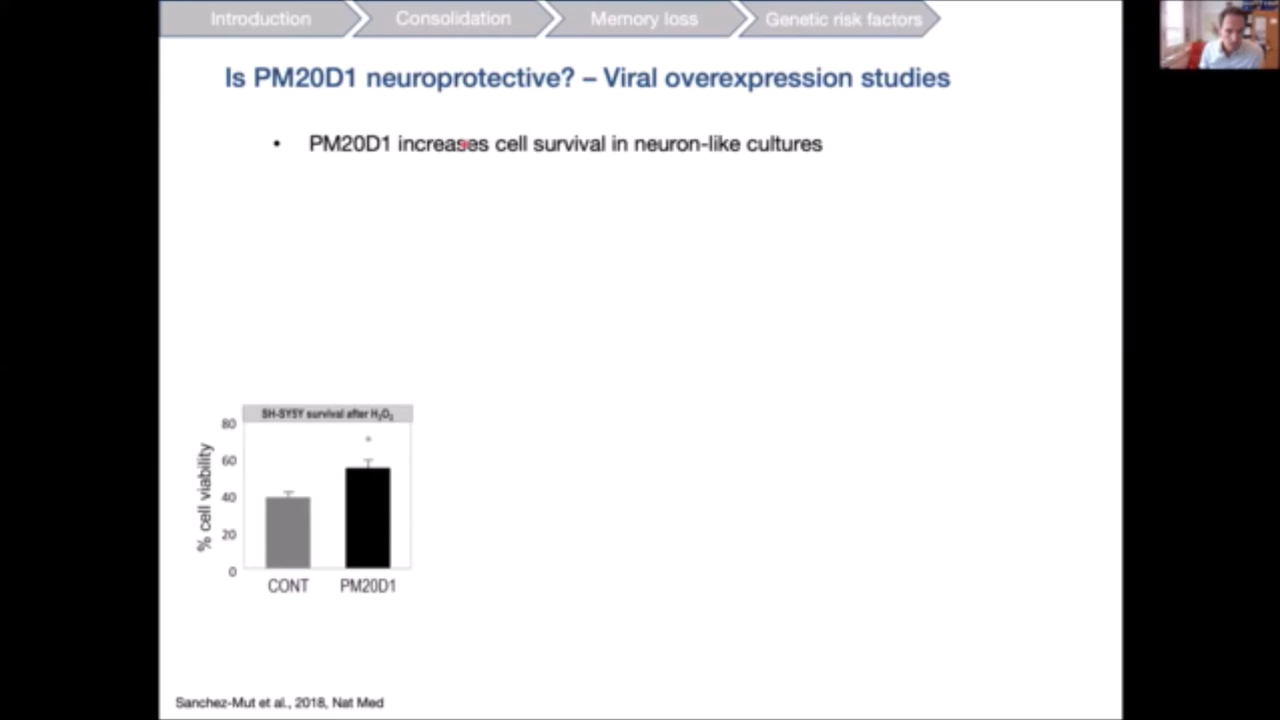 Introduction
Consolidation
Memory loss
Genetic risk factors
Is PM20D1 neuroprotective? – Viral overexpression studies
• PM20D1 increases cell survival in neuron-like cultures
SH-SY5Y survival after H₂O₂
% cell viability
80
60
40
20
0
*
CONT
PM20D1
Sanchez-Mut et al., 2018, Nat Med